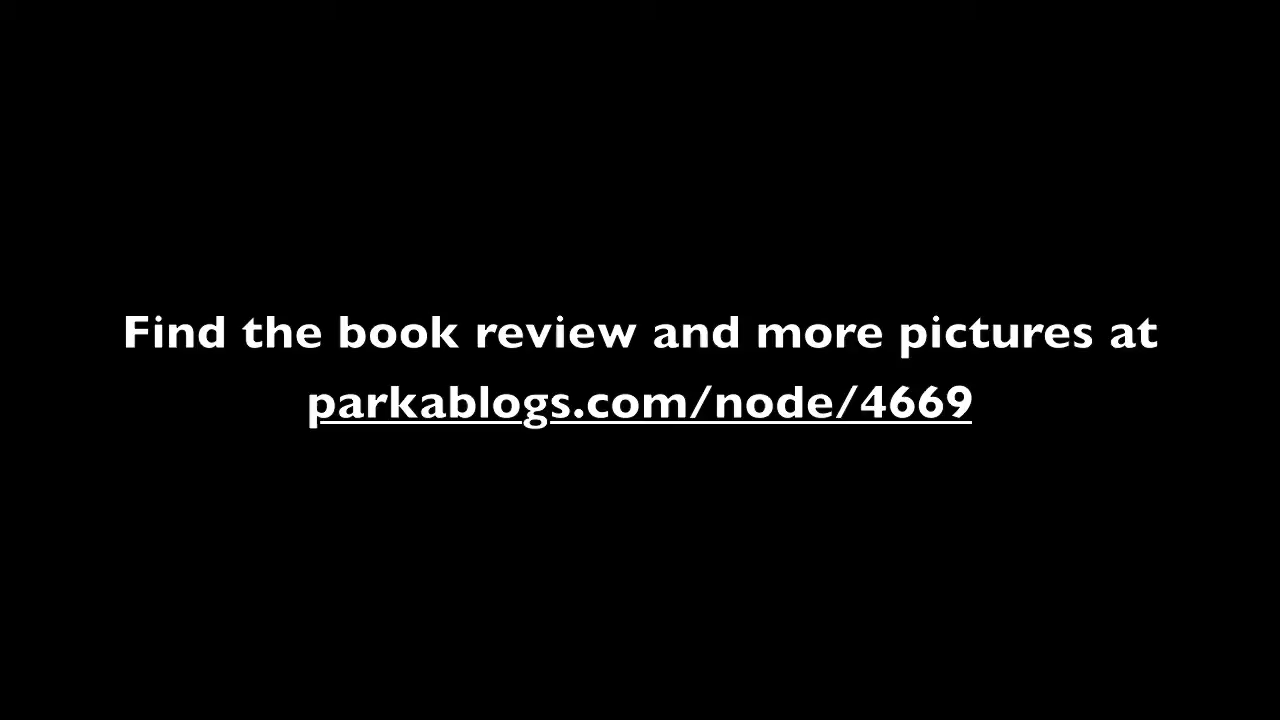 Find the book review and more pictures at
parkablogs.com/node/4669